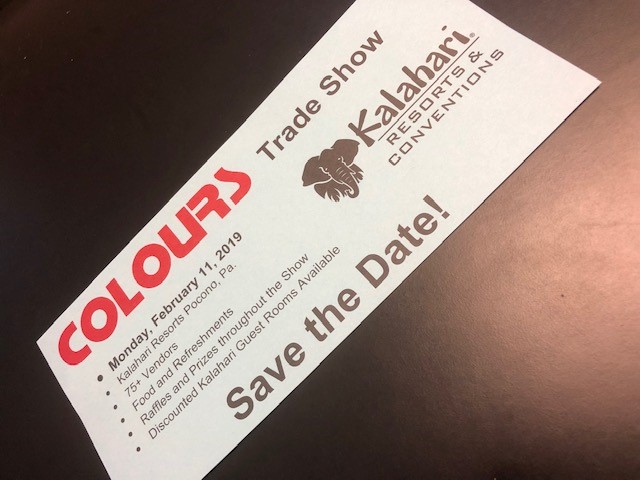 COLOURS Trade Show
Kalahari®
RESORTS &
CONVENTIONS
• Monday, February 11, 2019
• Kalahari Resorts Pocono, Pa.
• 75+ Vendors
• Food and Refreshments
• Raffles and Prizes throughout the Show
• Discounted Kalahari Guest Rooms Available
Save the Date!